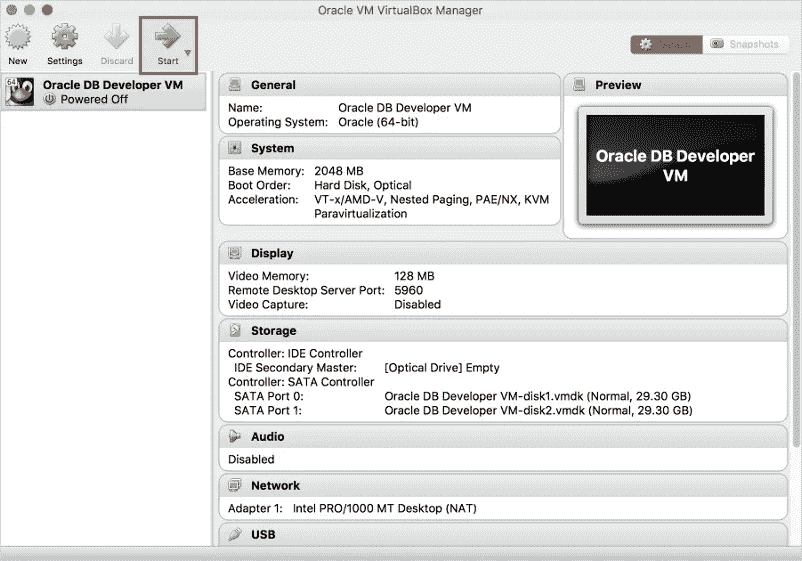 Oracle VM VirtualBox Manager
New Settings Discard Start
Snapshots
64
Oracle DB Developer VM
Powered Off
General
Name: Oracle DB Developer VM
Operating System: Oracle (64-bit)
Preview
Oracle DB Developer
VM
System
Base Memory: 2048 MB
Boot Order: Hard Disk, Optical
Acceleration: VT-x/AMD-V, Nested Paging, PAE/NX, KVM
Paravirtualization
Display
Video Memory: 128 MB
Remote Desktop Server Port: 5960
Video Capture: Disabled
Storage
Controller: IDE Controller
IDE Secondary Master: [Optical Drive] Empty
Controller: SATA Controller
SATA Port 0: Oracle DB Developer VM-disk1.vmdk (Normal, 29.30 GB)
SATA Port 1: Oracle DB Developer VM-disk2.vmdk (Normal, 29.30 GB)
Audio
Disabled
Network
Adapter 1: Intel PRO/1000 MT Desktop (NAT)
USB